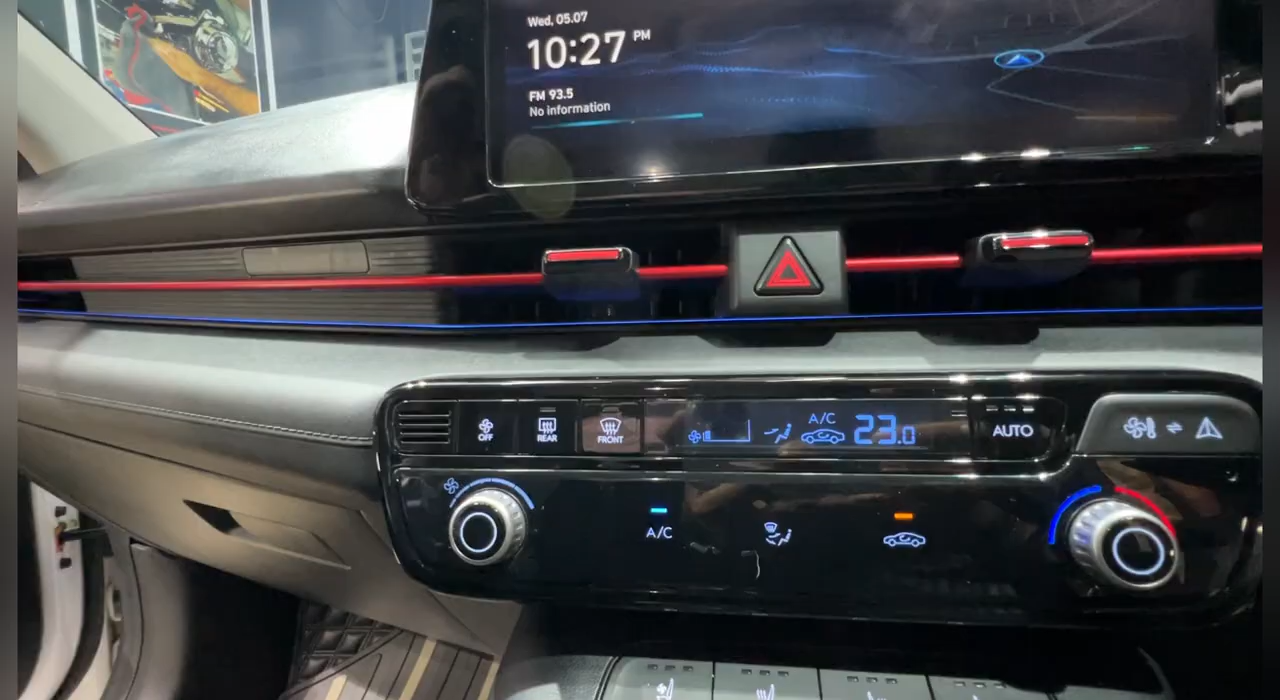 Wed, 05.07
10:27 PM
FM 93.5
No information
OFF
REAR
FRONT
A/C
23.0
AUTO
A/C